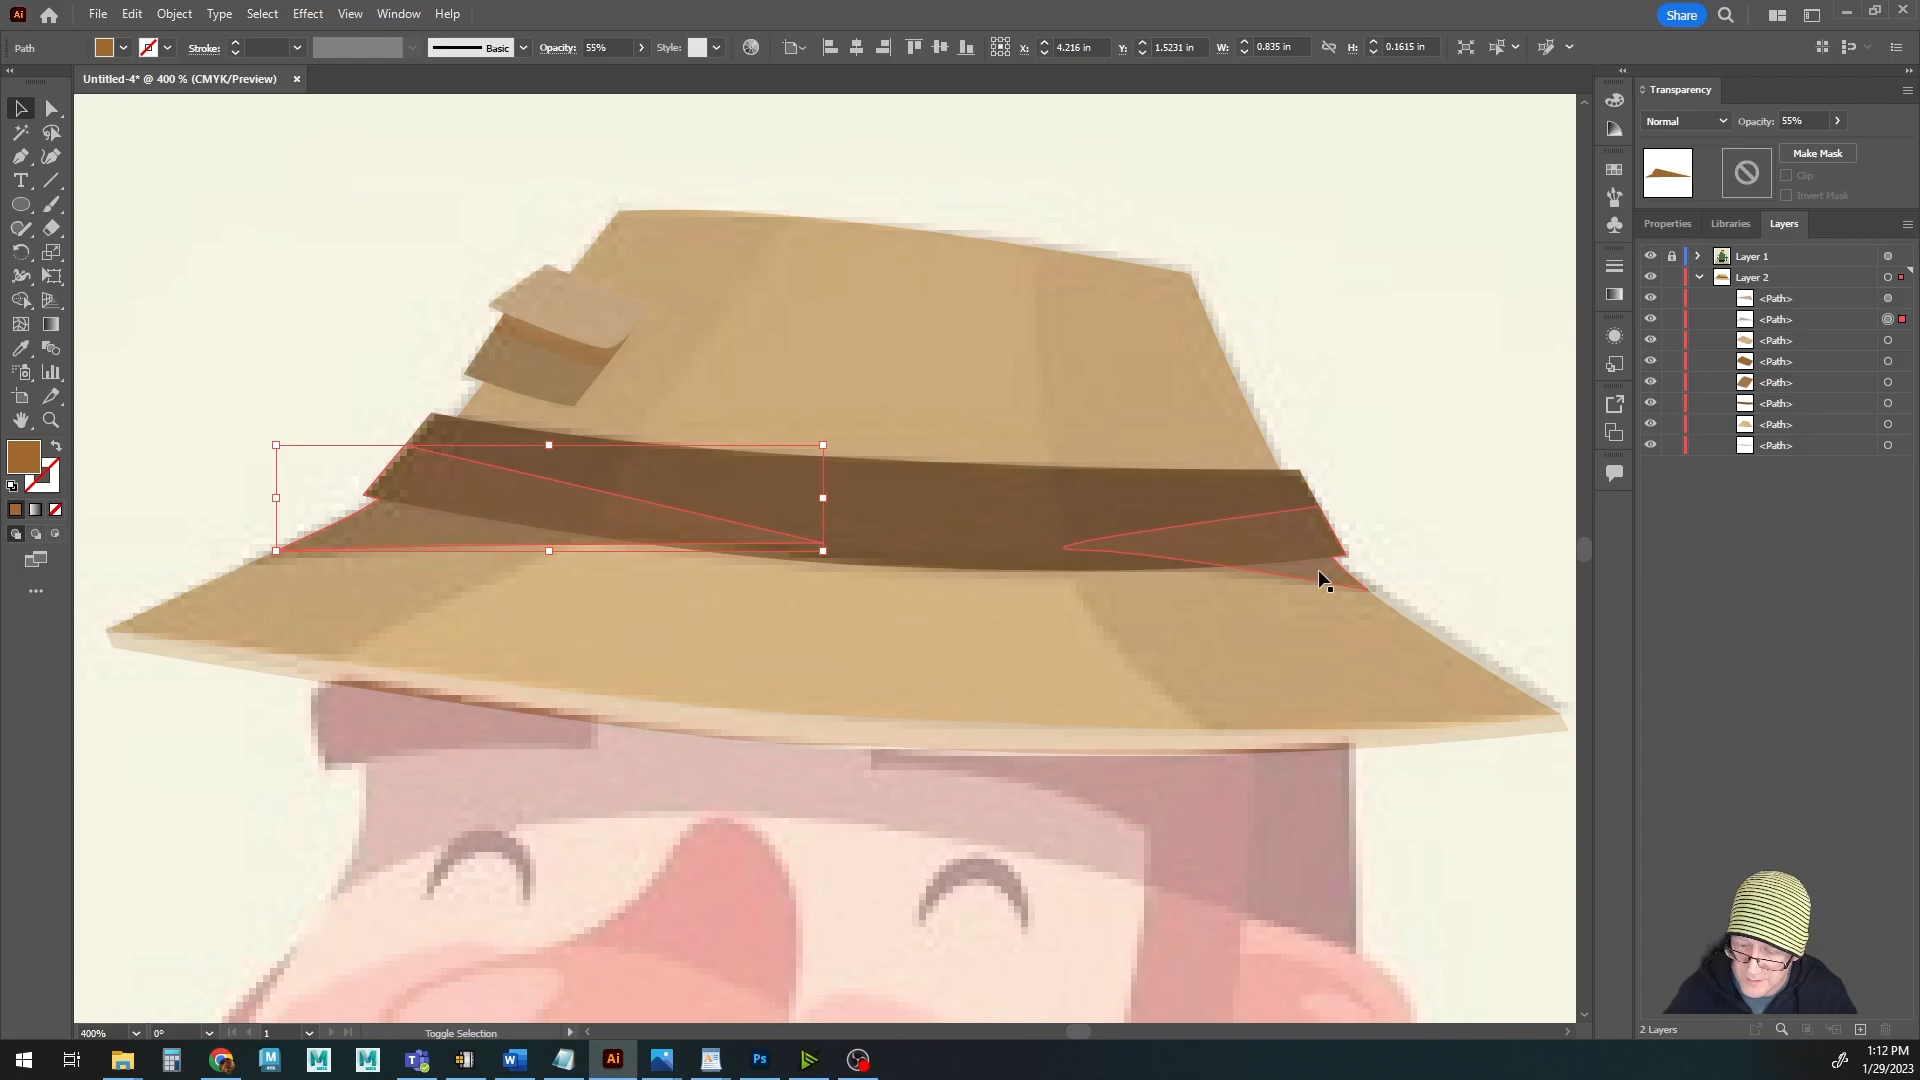 Ai File Edit Object Type Select Effect View Window Help Share
Path Stroke: Basic Opacity: 55% Style: X: 4.216 in Y: 1.5231 in W: 0.835 in H: 0.1615 in
Untitled-4* @ 400 % (CMYK/Preview) ×
Transparency
Normal Opacity: 55%
Make Mask
Clip
Invert Mask
Properties Libraries Layers
Layer 1
Layer 2
<Path>
<Path>
<Path>
<Path>
<Path>
<Path>
<Path>
<Path>
400% 0° 1 Toggle Selection 2 Layers
Ai Ps
1:12 PM
1/29/2023